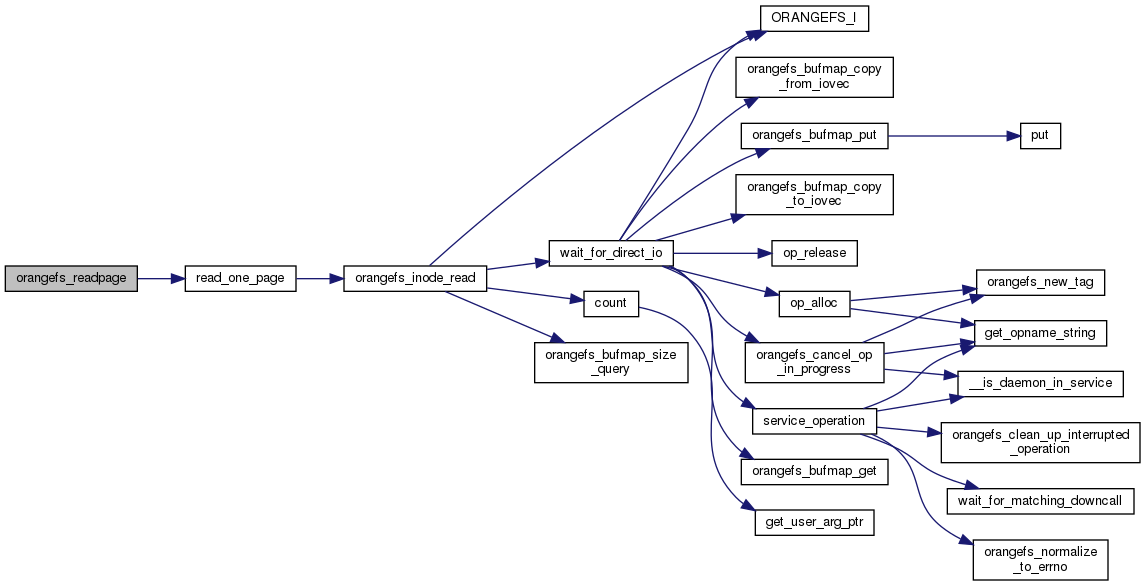 ORANGEFS_I
orangefs_bufmap_copy
_from_iovec
orangefs_bufmap_put
put
orangefs_bufmap_copy
_to_iovec
wait_for_direct_io
op_release
orangefs_readpage
read_one_page
orangefs_inode_read
count
op_alloc
orangefs_new_tag
get_opname_string
orangefs_bufmap_size
_query
orangefs_cancel_op
_in_progress
__is_daemon_in_service
service_operation
orangefs_clean_up_interrupted
_operation
orangefs_bufmap_get
wait_for_matching_downcall
get_user_arg_ptr
orangefs_normalize
_to_errno